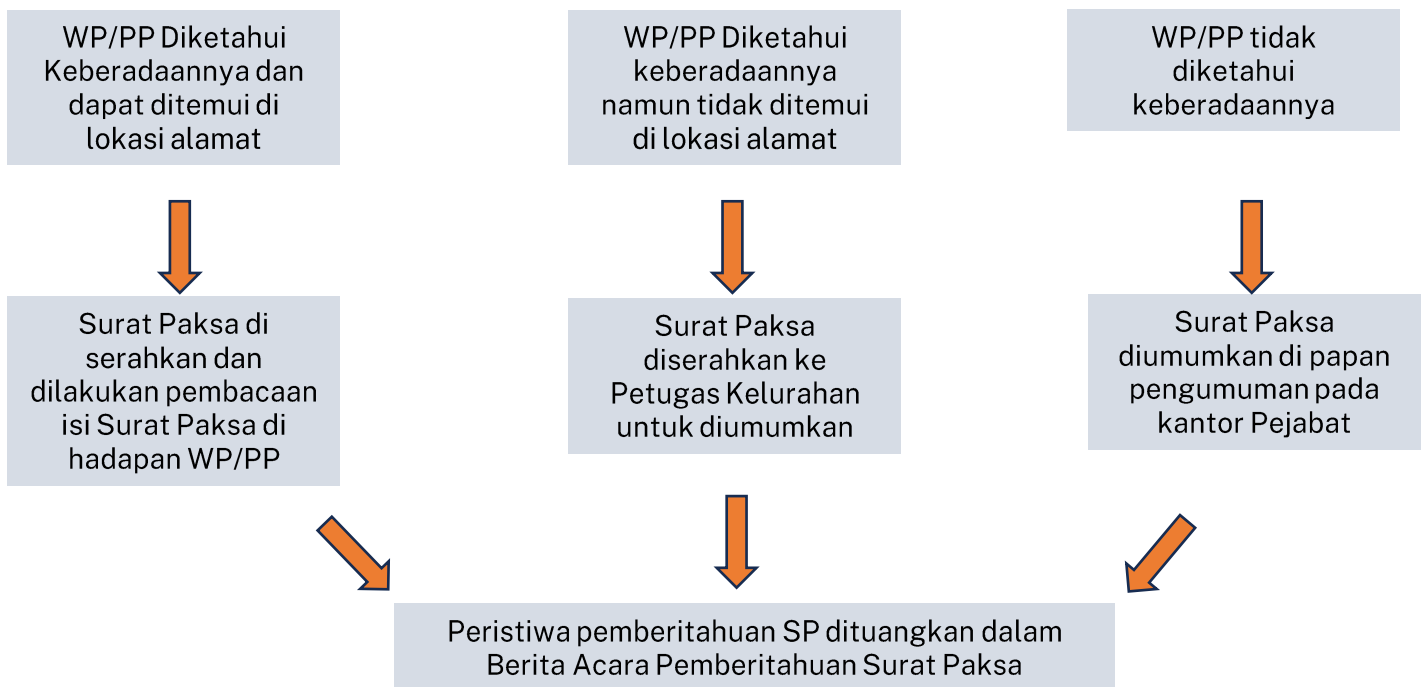 WP/PP Diketahui
Keberadaannya dan
dapat ditemui di
lokasi alamat
WP/PP Diketahui
keberadaannya
namun tidak ditemui
di lokasi alamat
WP/PP tidak
diketahui
keberadaannya
Surat Paksa di
serahkan dan
dilakukan pembacaan
isi Surat Paksa di
hadapan WP/PP
Surat Paksa
diserahkan ke
Petugas Kelurahan
untuk diumumkan
Surat Paksa
diumumkan di papan
pengumuman pada
kantor Pejabat
Peristiwa pemberitahuan SP dituangkan dalam
Berita Acara Pemberitahuan Surat Paksa